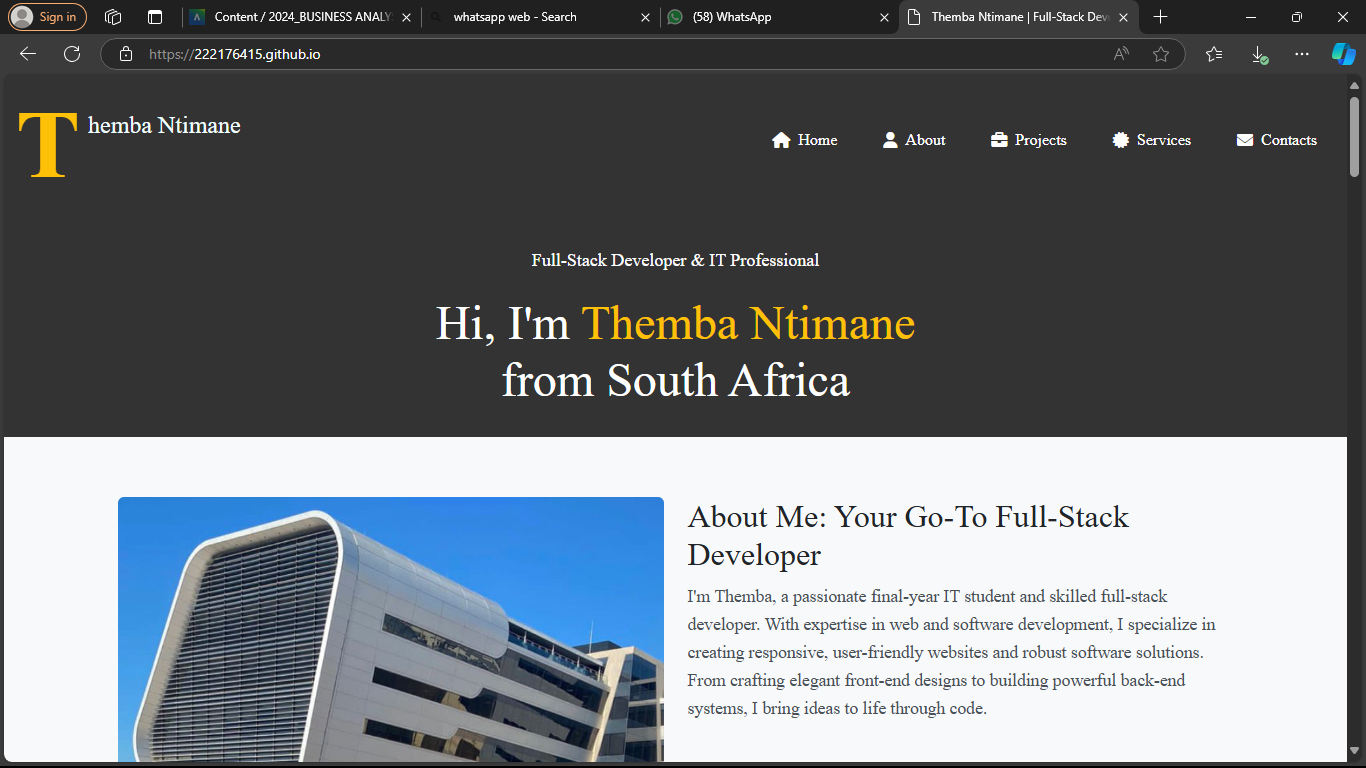 Sign in
Content / 2024_BUSINESS ANALY
whatsapp web - Search
(58) WhatsApp
Themba Ntimane | Full-Stack Dev
https://222176415.github.io
Themba Ntimane
Home
About
Projects
Services
Contacts
Full-Stack Developer & IT Professional
Hi, I'm Themba Ntimane
from South Africa
About Me: Your Go-To Full-Stack
Developer
I'm Themba, a passionate final-year IT student and skilled full-stack
developer. With expertise in web and software development, I specialize in
creating responsive, user-friendly websites and robust software solutions.
From crafting elegant front-end designs to building powerful back-end
systems, I bring ideas to life through code.